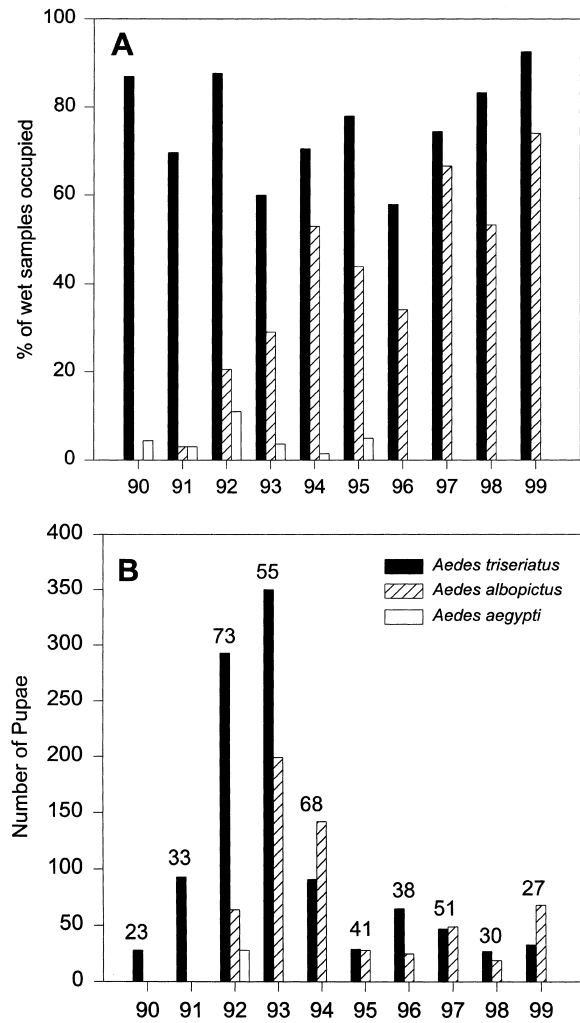 100
A
80
60
40
20
0
% of wet samples occupied
90 91 92 93 94 95 96 97 98 99
400
B
350
300
250
200
150
100
50
0
Number of Pupae
Aedes triseriatus
Aedes albopictus
Aedes aegypti
23 33 73 55 68 41 38 51 30 27
90 91 92 93 94 95 96 97 98 99